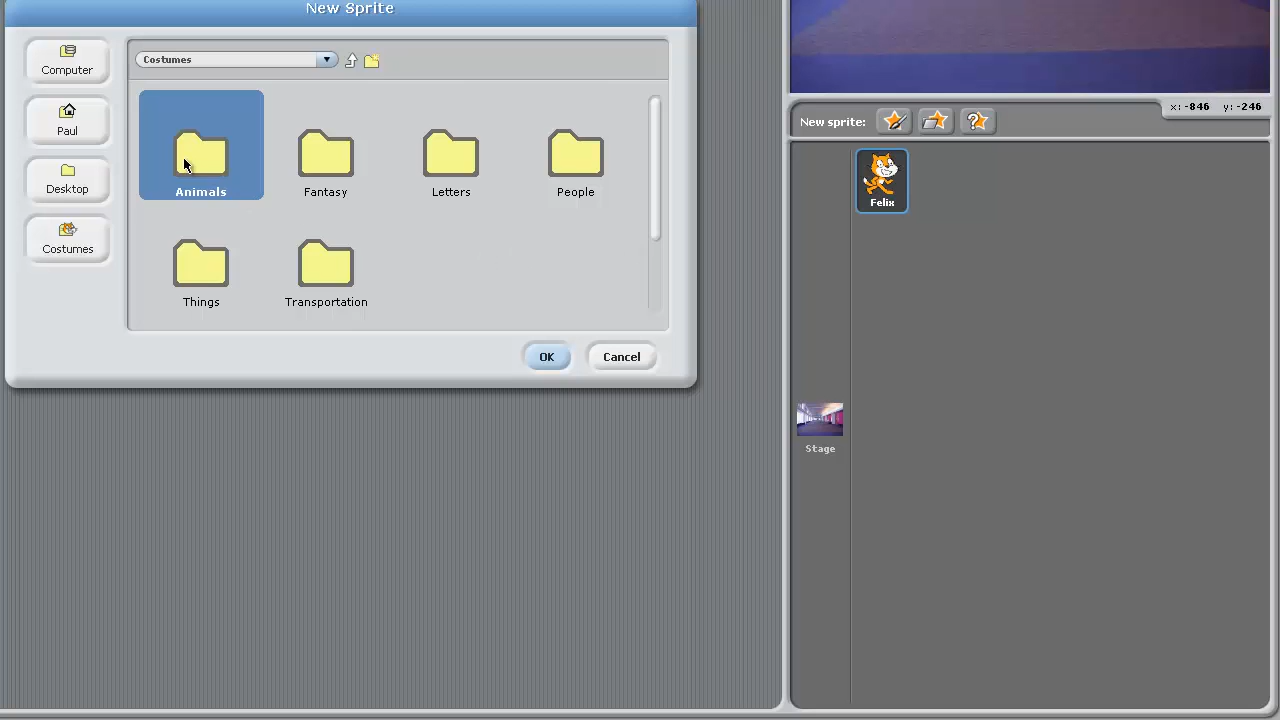 New Sprite
Computer
Paul
Desktop
Costumes
Costumes
Animals
Fantasy
Letters
People
Things
Transportation
OK
Cancel
x: -846 y: -246
New sprite:
Felix
Stage